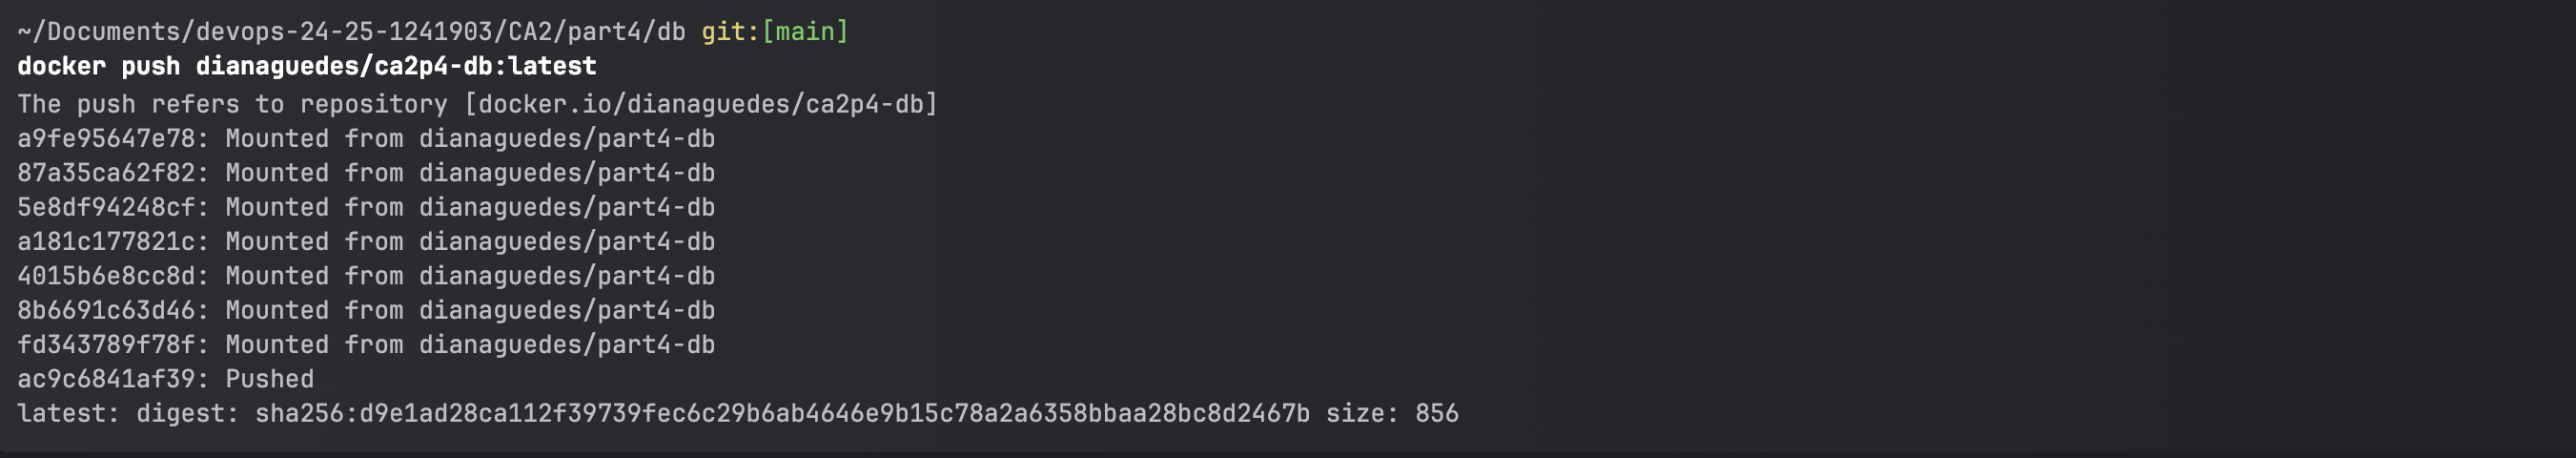 ~/Documents/devops-24-25-1241903/CA2/part4/db git:[main]
docker push dianaguedes/ca2p4-db:latest
The push refers to repository [docker.io/dianaguedes/ca2p4-db]
a9fe95647e78: Mounted from dianaguedes/part4-db
87a35ca62f82: Mounted from dianaguedes/part4-db
5e8df94248cf: Mounted from dianaguedes/part4-db
a181c177821c: Mounted from dianaguedes/part4-db
4015b6e8cc8d: Mounted from dianaguedes/part4-db
8b6691c63d46: Mounted from dianaguedes/part4-db
fd343789f78f: Mounted from dianaguedes/part4-db
ac9c6841af39: Pushed
latest: digest: sha256:d9e1ad28ca112f39739fec6c29b6ab4646e9b15c78a2a6358bbaa28bc8d2467b size: 856